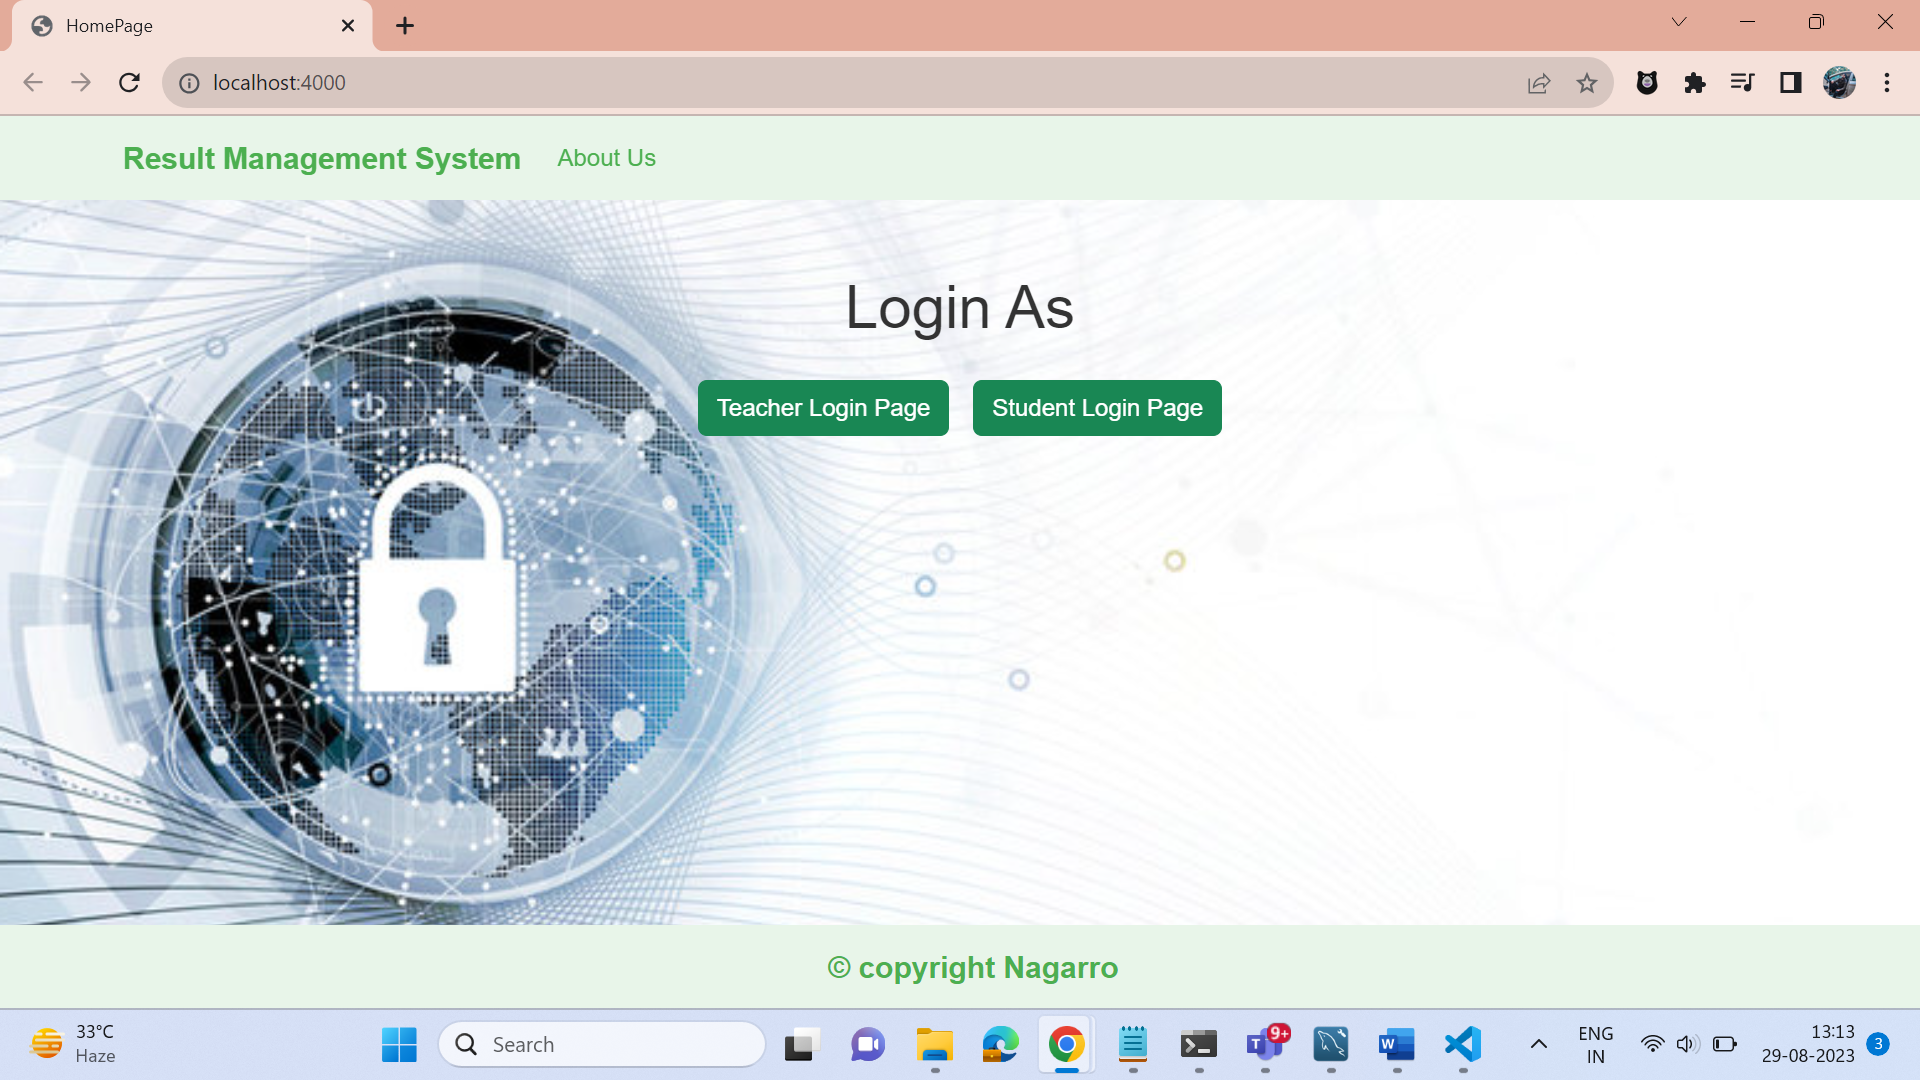 HomePage
localhost:4000
Result Management System
About Us
Login As
Teacher Login Page
Student Login Page
© copyright Nagarro
33°C
Haze
Search
9+
ENG
IN
13:13
29-08-2023
3